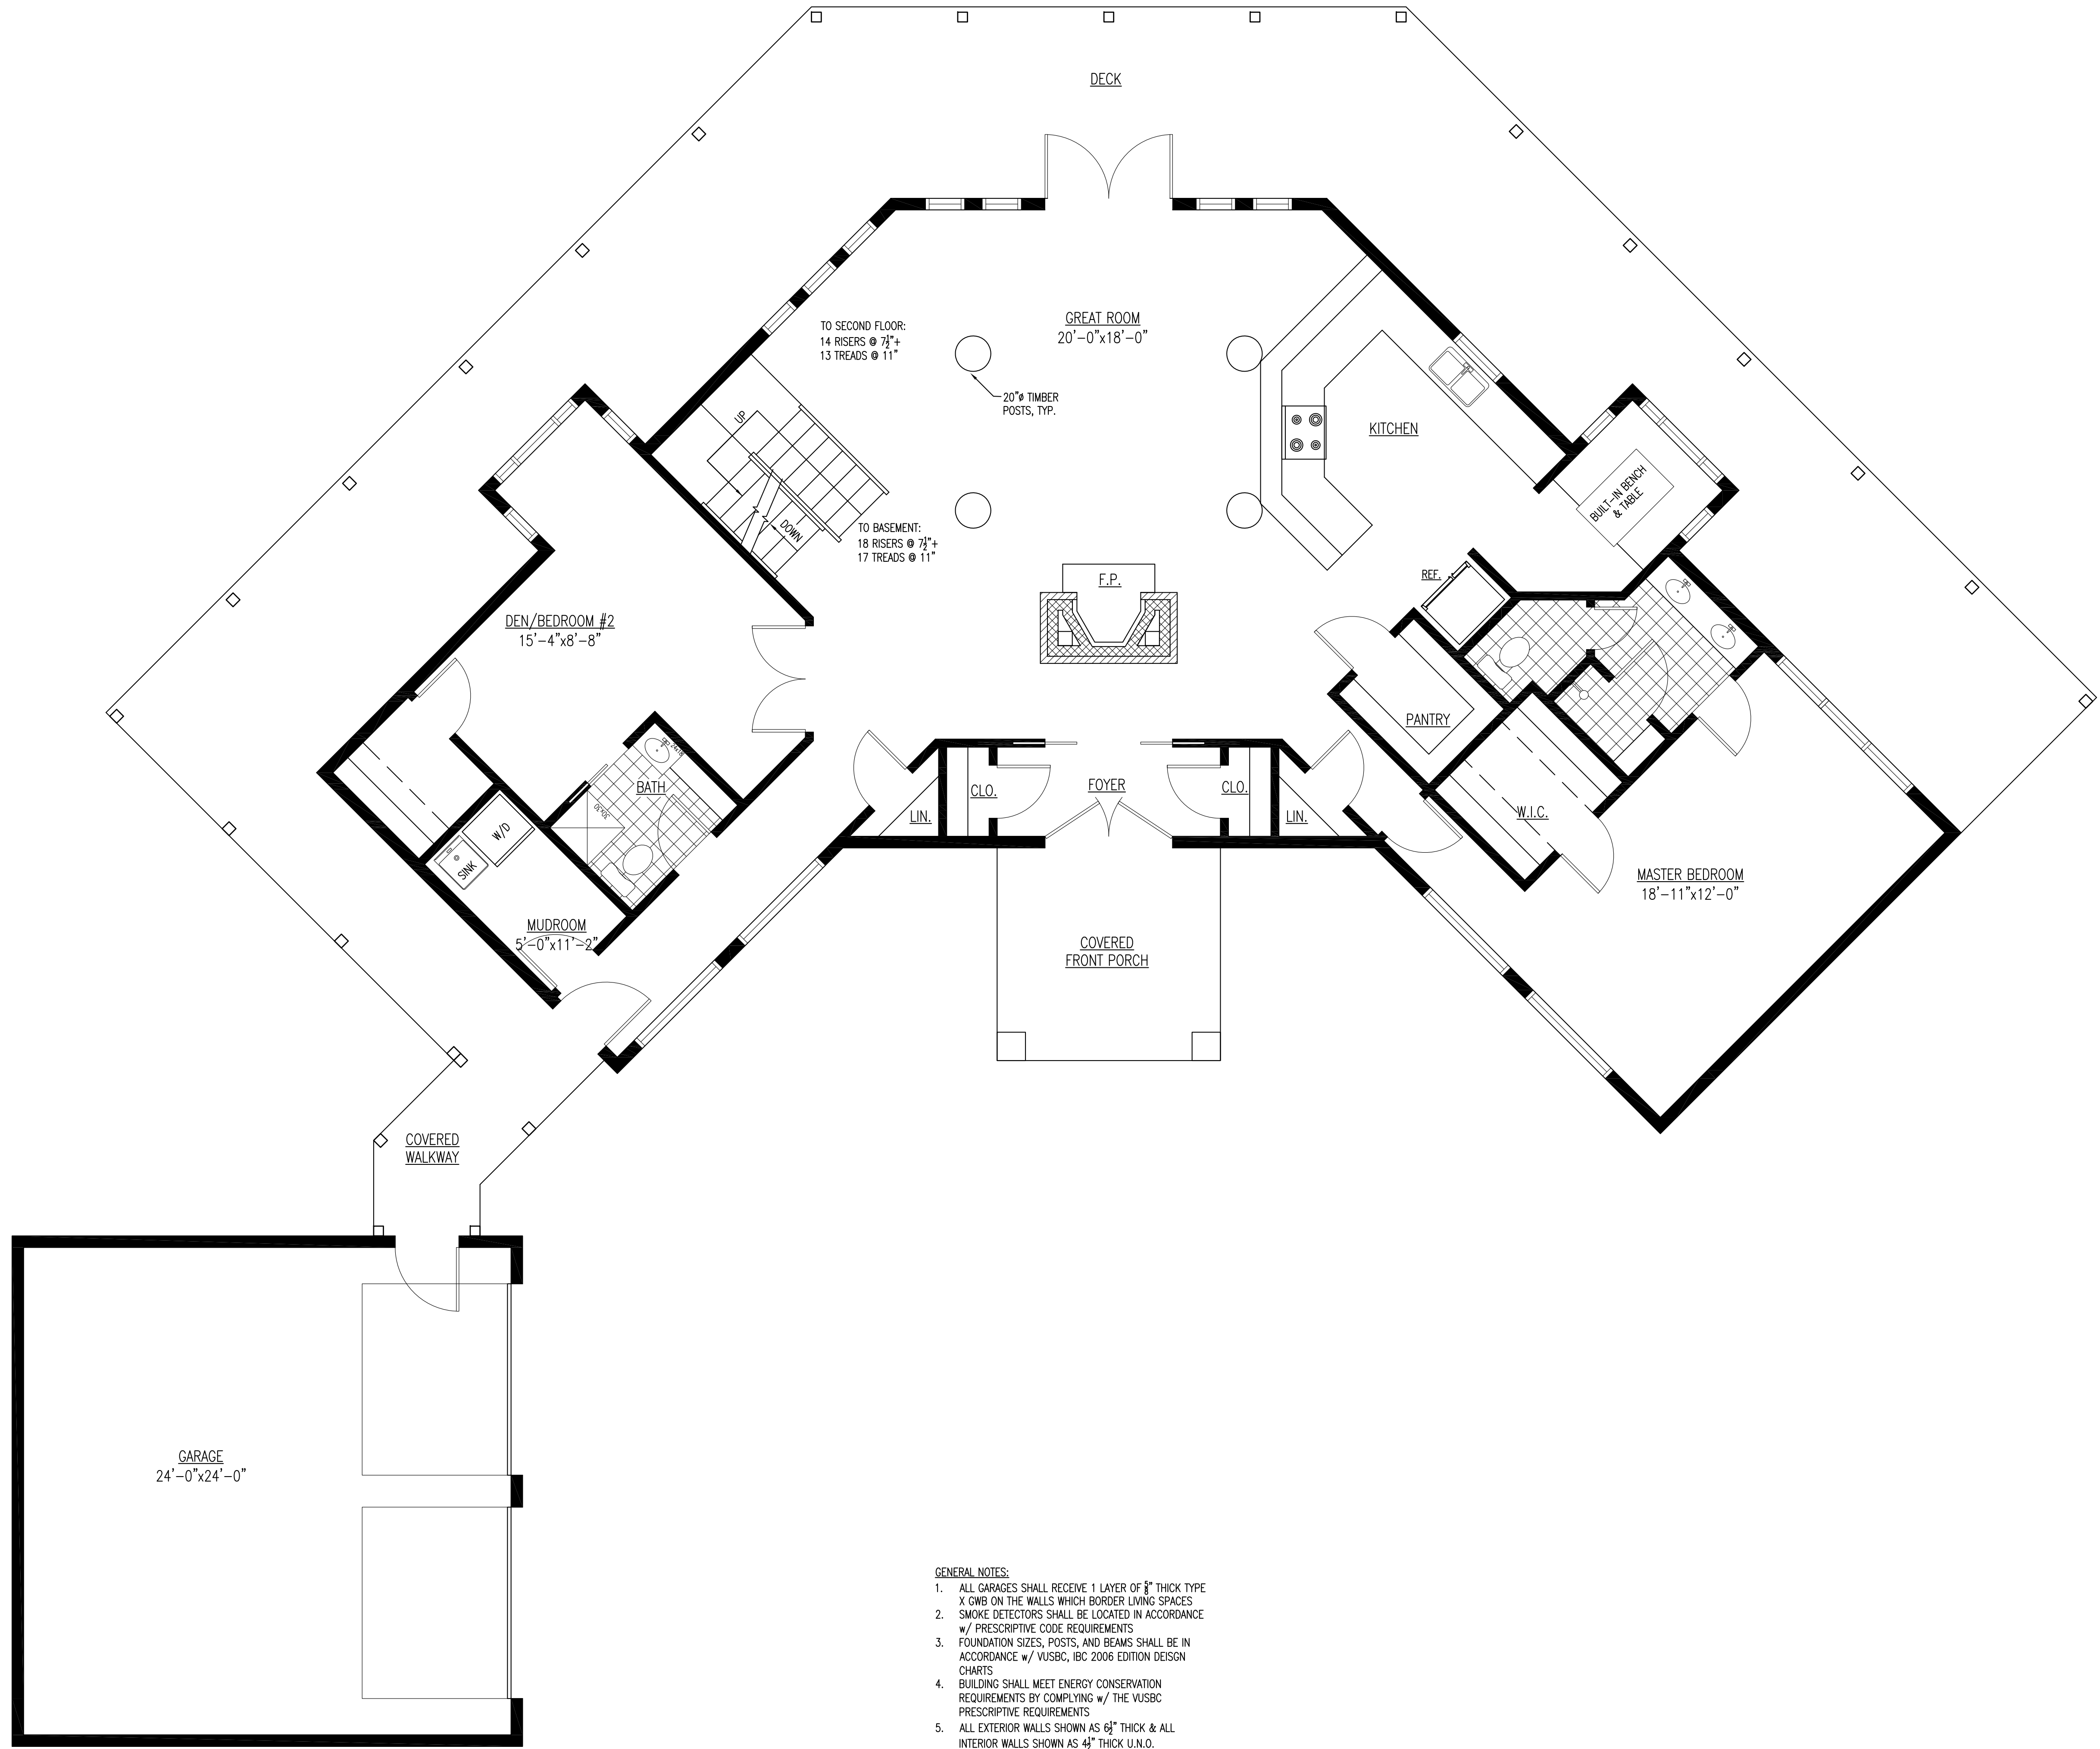 DECK
GREAT ROOM
20'-0"x18'-0"
TO SECOND FLOOR:
14 RISERS @ 7½"+
13 TREADS @ 11"
20"ø TIMBER
POSTS, TYP.
UP
DOWN
TO BASEMENT:
18 RISERS @ 7½"+
17 TREADS @ 11"
KITCHEN
BUILT-IN BENCH
& TABLE
REF.
F.P.
DEN/BEDROOM #2
15'-4"x8'-8"
PANTRY
24x18
BATH
30x30
CLO.
FOYER
CLO.
LIN.
LIN.
W.I.C.
W/D
SINK
MASTER BEDROOM
18'-11"x12'-0"
MUDROOM
5'-0"x11'-2"
COVERED
FRONT PORCH
COVERED
WALKWAY
GARAGE
24'-0"x24'-0"
GENERAL NOTES:
1. ALL GARAGES SHALL RECEIVE 1 LAYER OF ⅝" THICK TYPE
X GWB ON THE WALLS WHICH BORDER LIVING SPACES
2. SMOKE DETECTORS SHALL BE LOCATED IN ACCORDANCE
w/ PRESCRIPTIVE CODE REQUIREMENTS
3. FOUNDATION SIZES, POSTS, AND BEAMS SHALL BE IN
ACCORDANCE w/ VUSBC, IBC 2006 EDITION DEISGN
CHARTS
4. BUILDING SHALL MEET ENERGY CONSERVATION
REQUIREMENTS BY COMPLYING w/ THE VUSBC
PRESCRIPTIVE REQUIREMENTS
5. ALL EXTERIOR WALLS SHOWN AS 6½" THICK & ALL
INTERIOR WALLS SHOWN AS 4½" THICK U.N.O.